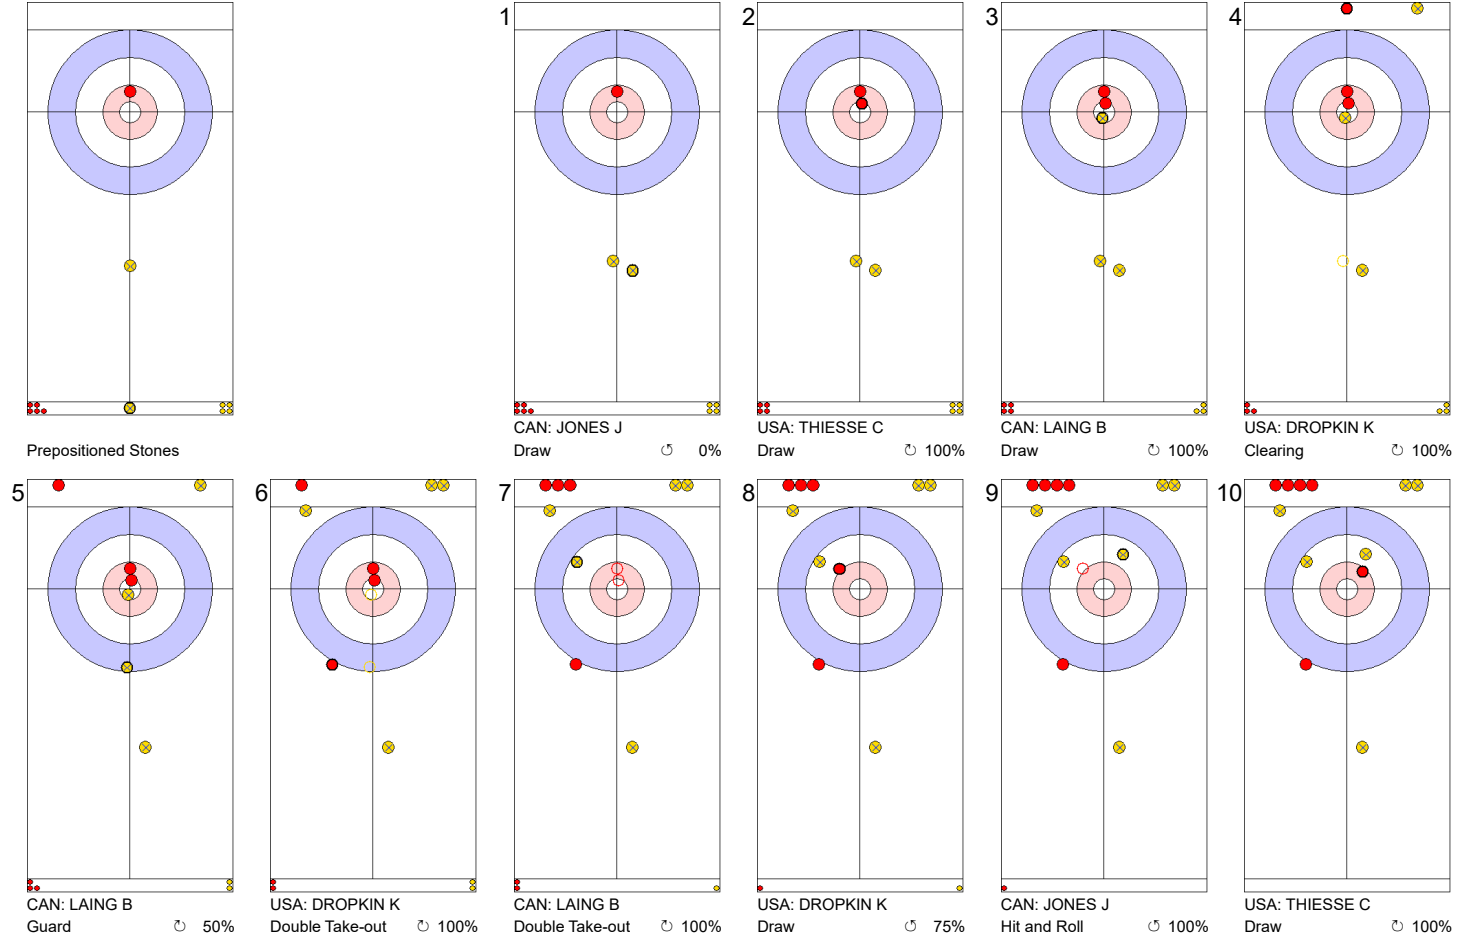 1
2
3
4
Prepositioned Stones
CAN: JONES J
Draw 0%
USA: THIESSE C
Draw 100%
CAN: LAING B
Draw 100%
USA: DROPKIN K
Clearing 100%
5
6
7
8
9
10
CAN: LAING B
Guard 50%
USA: DROPKIN K
Double Take-out 100%
CAN: LAING B
Double Take-out 100%
USA: DROPKIN K
Draw 75%
CAN: JONES J
Hit and Roll 100%
USA: THIESSE C
Draw 100%